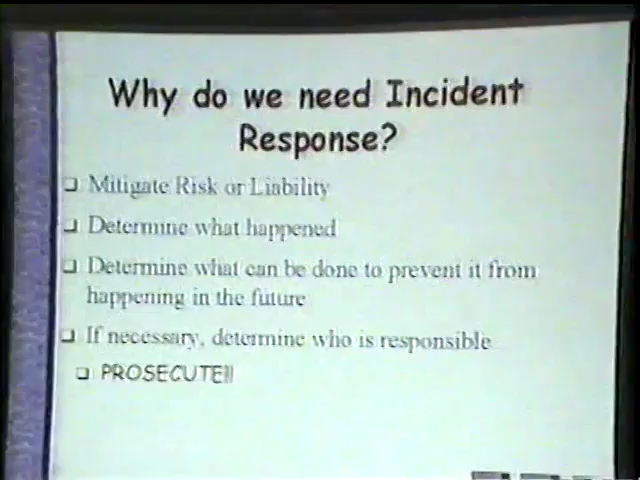 Why do we need Incident
Response?
Mitigate Risk or Liability
Determine what happened
Determine what can be done to prevent it from
happening in the future
If necessary, determine who is responsible
PROSECUTE!!